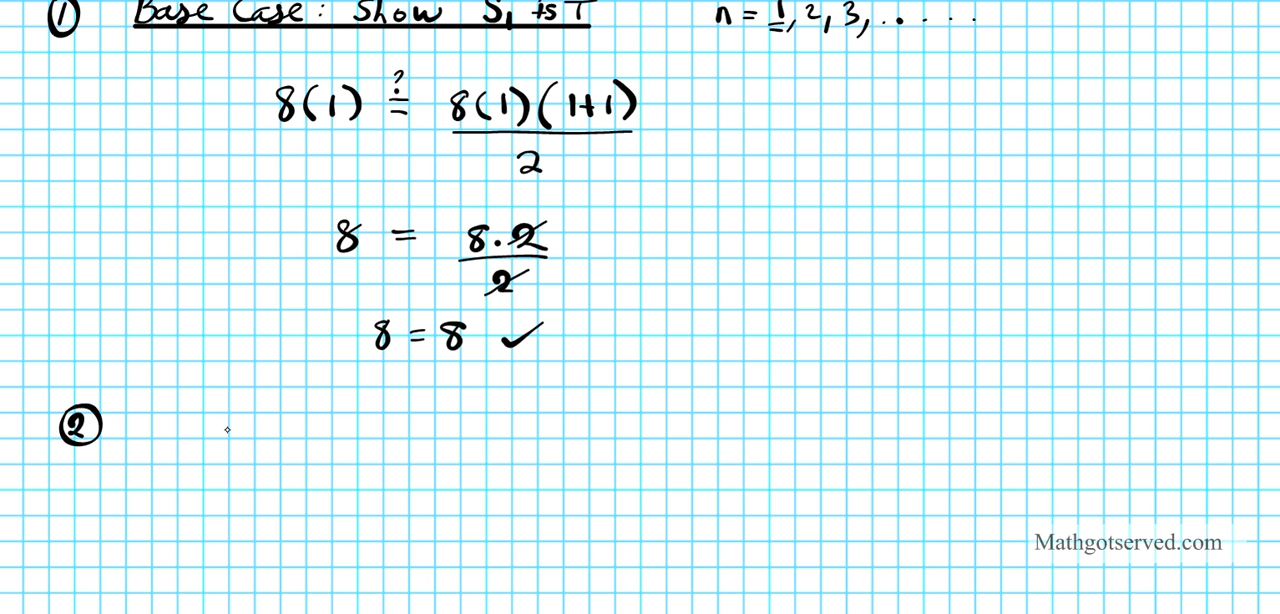 ① Base Case: Show S₁ is T n = 1, 2, 3, . . . . .
8(1) ≟ 8(1)(1+1)
2
8 = 8 · 2
2
8 = 8 ✓
②
Mathgotserved.com